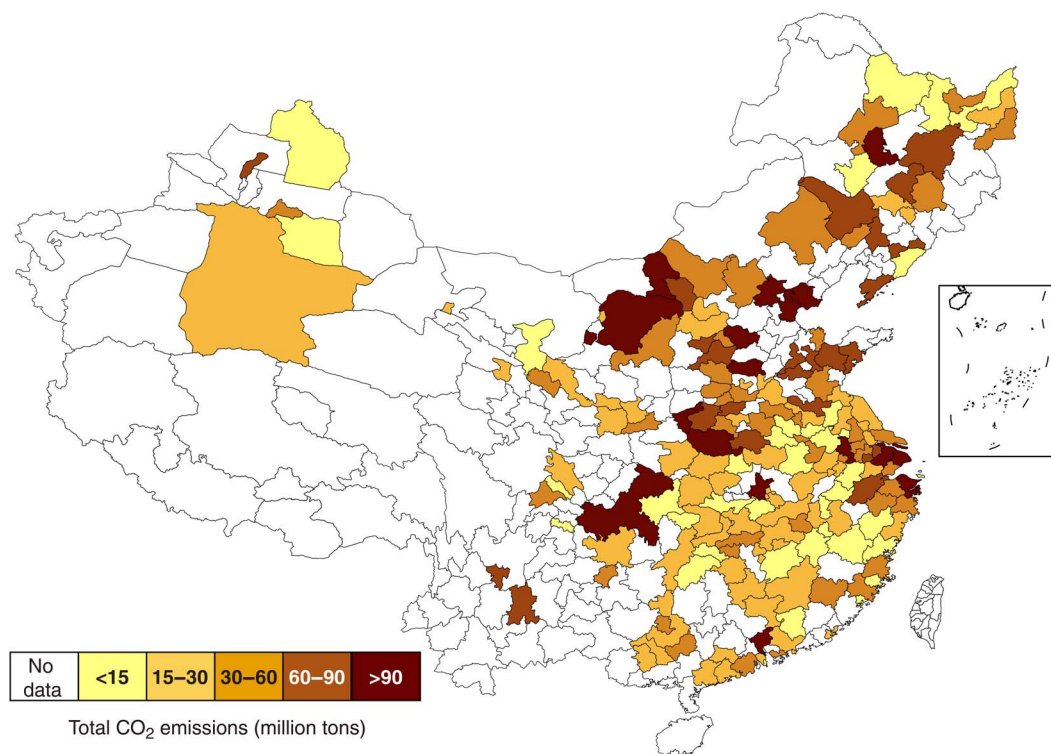 No data
<15
15–30
30–60
60–90
>90
Total CO₂ emissions (million tons)